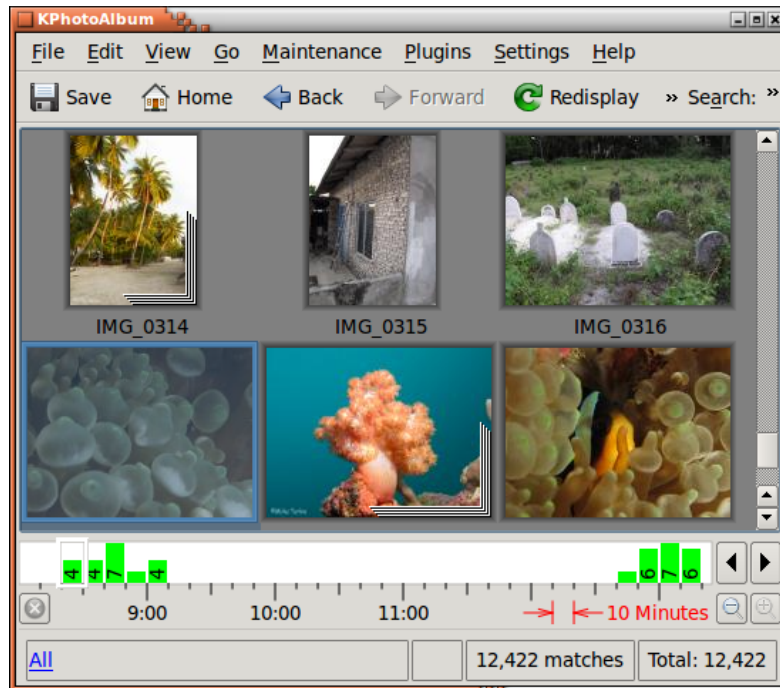 KPhotoAlbum
File Edit View Go Maintenance Plugins Settings Help
Save Home Back Forward Redisplay » Search: »
IMG_0314 IMG_0315 IMG_0316
4 4 7 4 6 7 6
9:00 10:00 11:00 10 Minutes
All 12,422 matches Total: 12,422